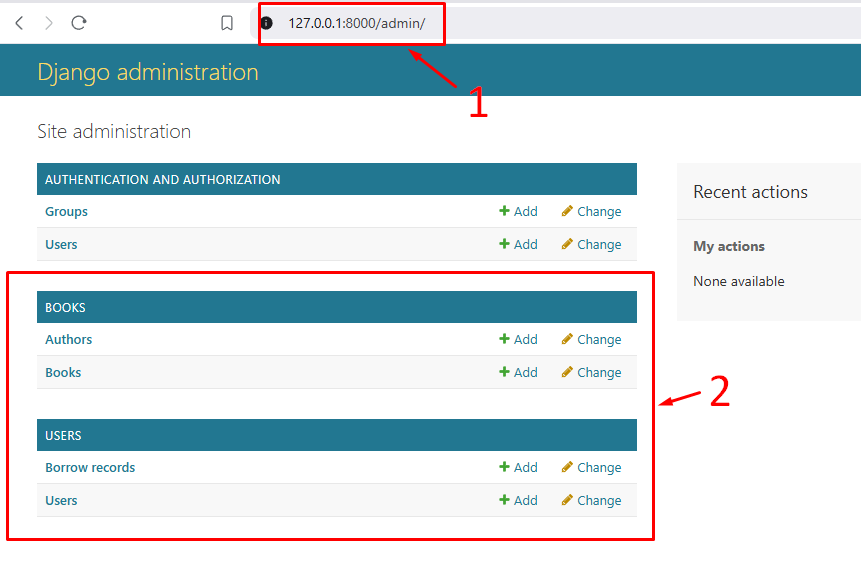 127.0.0.1:8000/admin/
Django administration
1
Site administration
AUTHENTICATION AND AUTHORIZATION
Groups Add Change
Users Add Change
Recent actions
My actions
None available
BOOKS
Authors Add Change
Books Add Change
2
USERS
Borrow records Add Change
Users Add Change